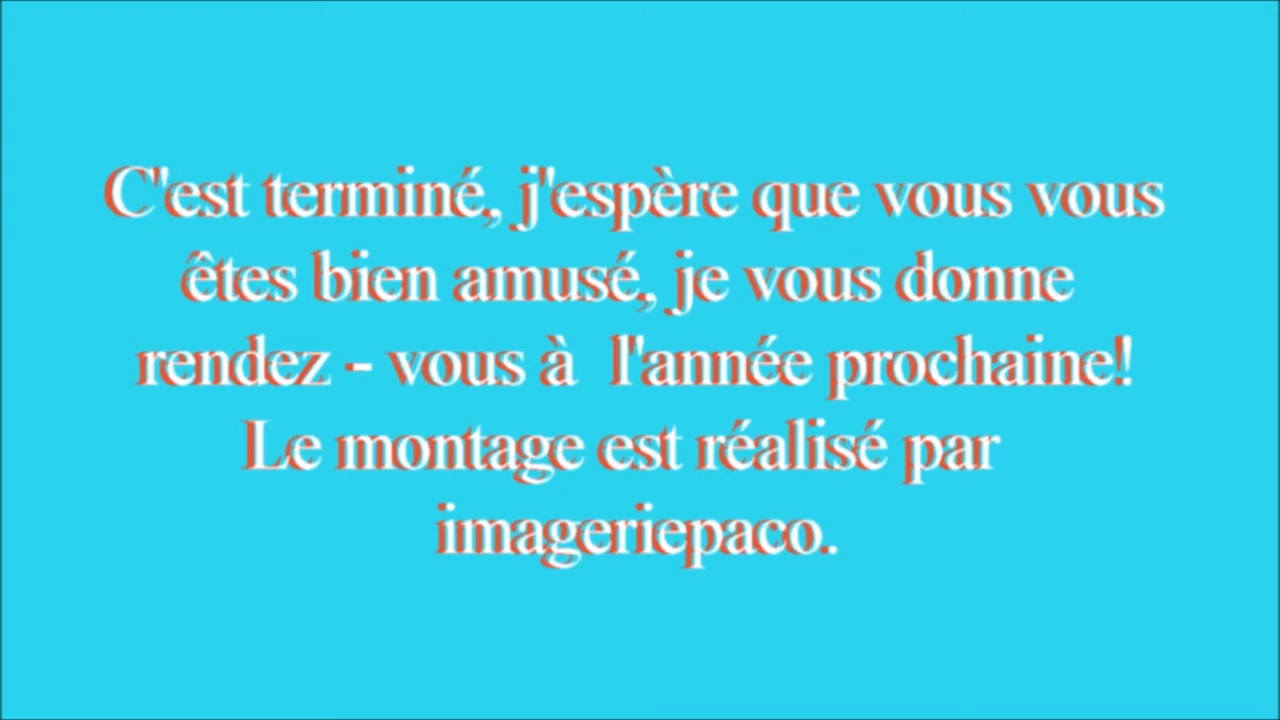 C'est terminé, j'espère que vous vous
êtes bien amusé, je vous donne
rendez - vous à  l'année prochaine!
Le montage est réalisé par
imageriepaco.